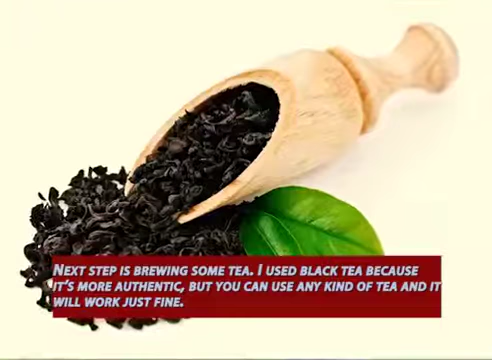 Next step is brewing some tea. I used black tea because
it's more authentic, but you can use any kind of tea and it
will work just fine.